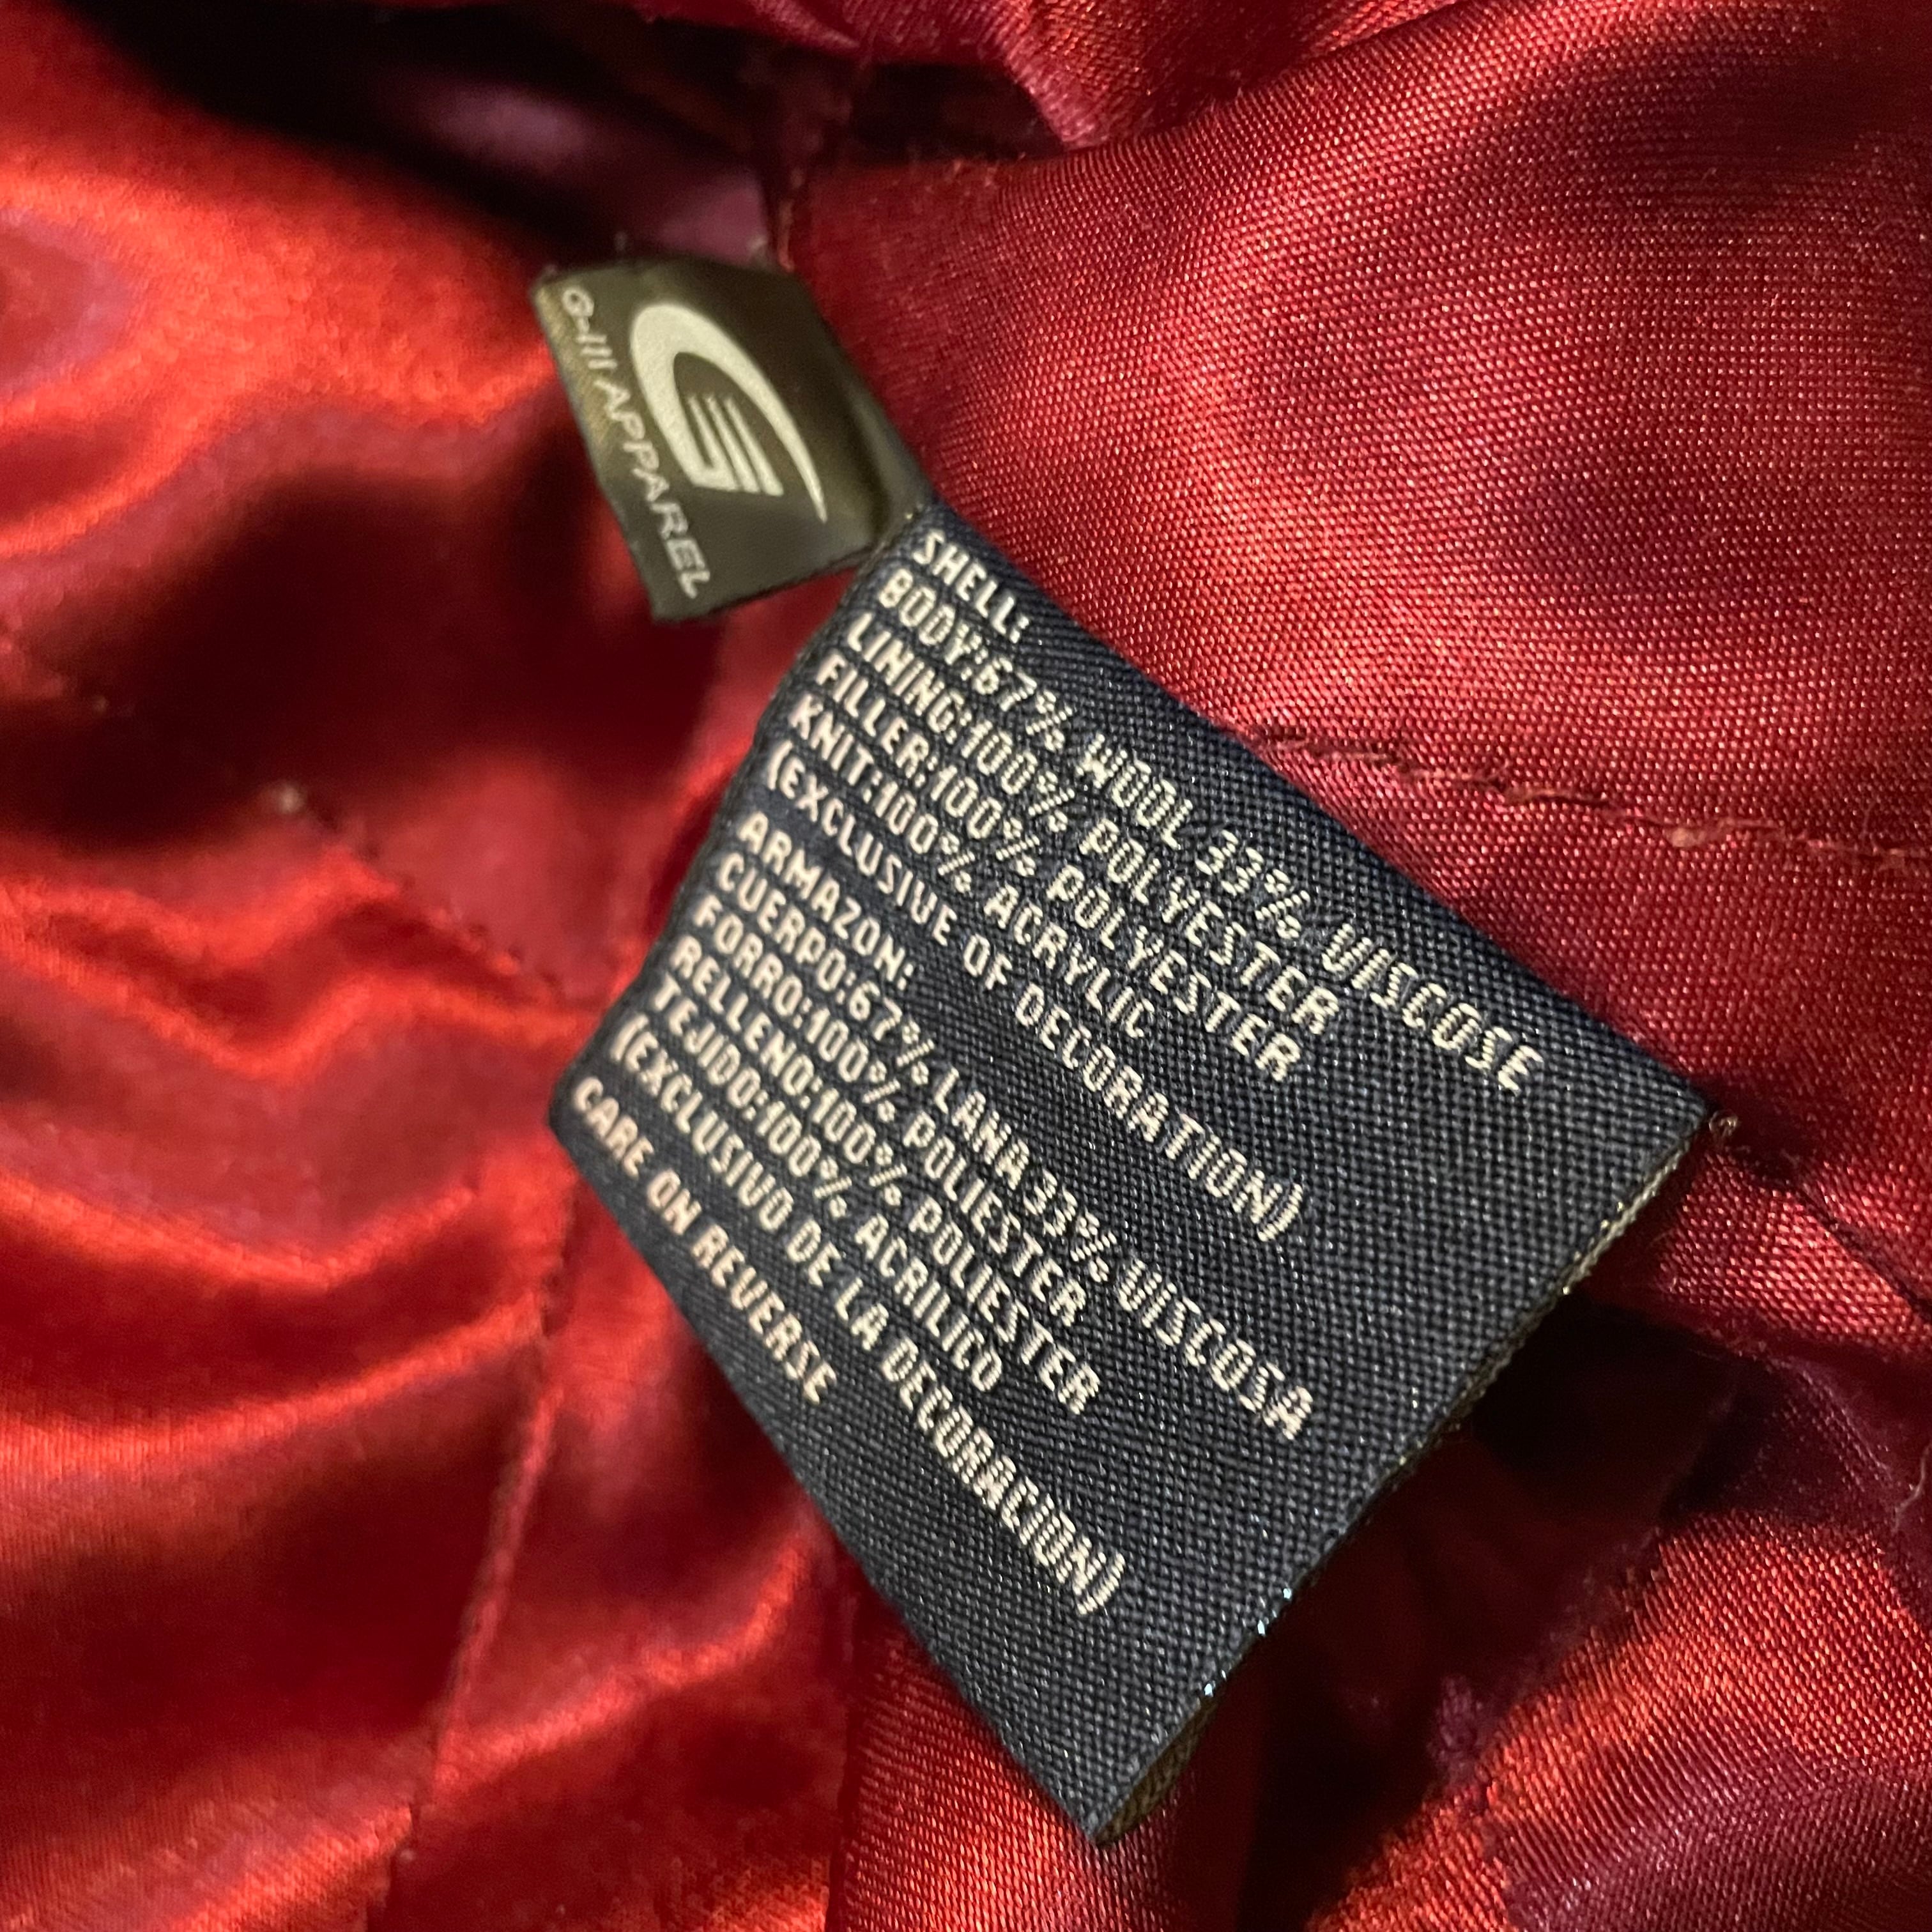 G-III APPAREL
SHELL:
BODY:67% WOOL 33% VISCOSE
LINING:100% POLYESTER
FILLER:100% POLYESTER
KNIT:100% ACRYLIC
(EXCLUSIVE OF DECORATION)
ARMAZON:
CUERPO:67% LANA33% VISCOSA
FORRO:100% POLIESTER
RELLENO:100% POLIESTER
TEJIDO:100% ACRILICO
(EXCLUSIVO DE LA DECORACION)
CARE ON REVERSE